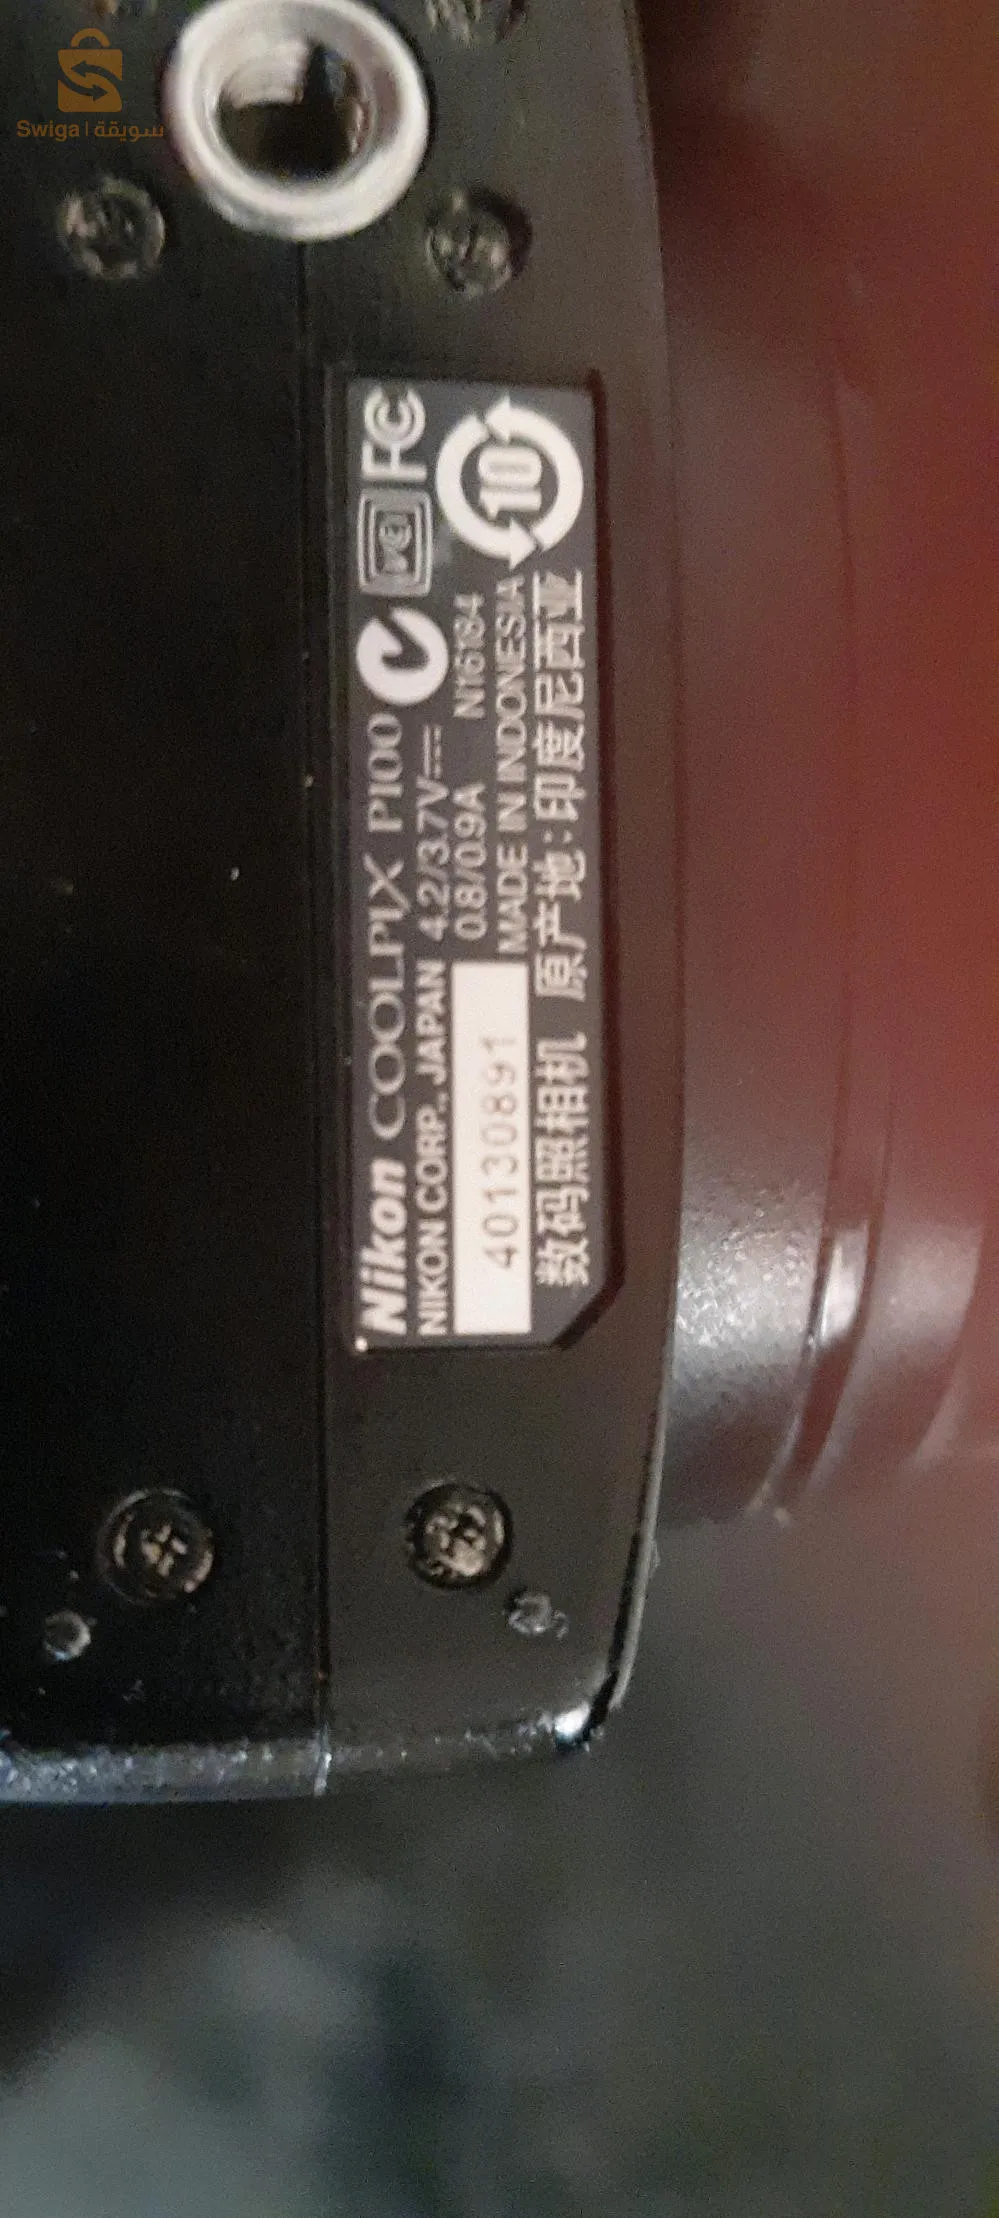 Swiga | سويقة
Nikon COOLPIX P100
NIKON CORP., JAPAN 4.2/3.7V
0.8/0.9A N16184
40130891
MADE IN INDONESIA
数码照相机 原产地:印度尼西亚
FC
10